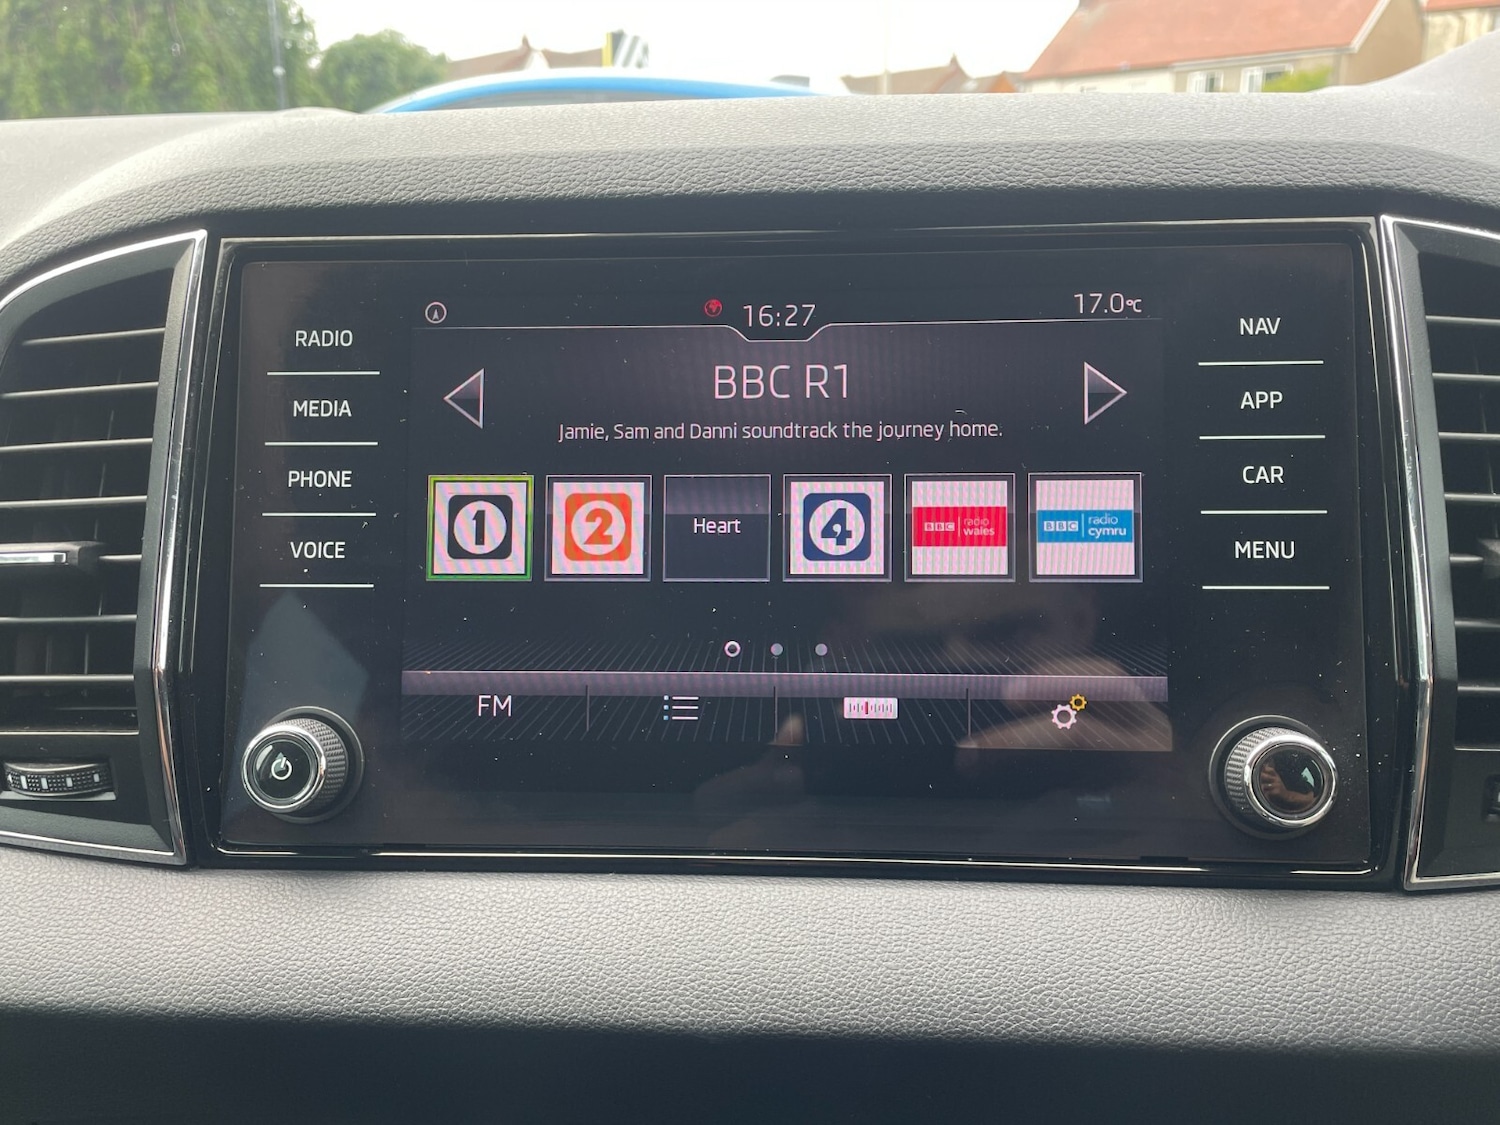 16:27
17.0°C
RADIO
MEDIA
PHONE
VOICE
BBC R1
Jamie, Sam and Danni soundtrack the journey home.
1
2
Heart
4
BBC radio wales
BBC radio cymru
FM
NAV
APP
CAR
MENU